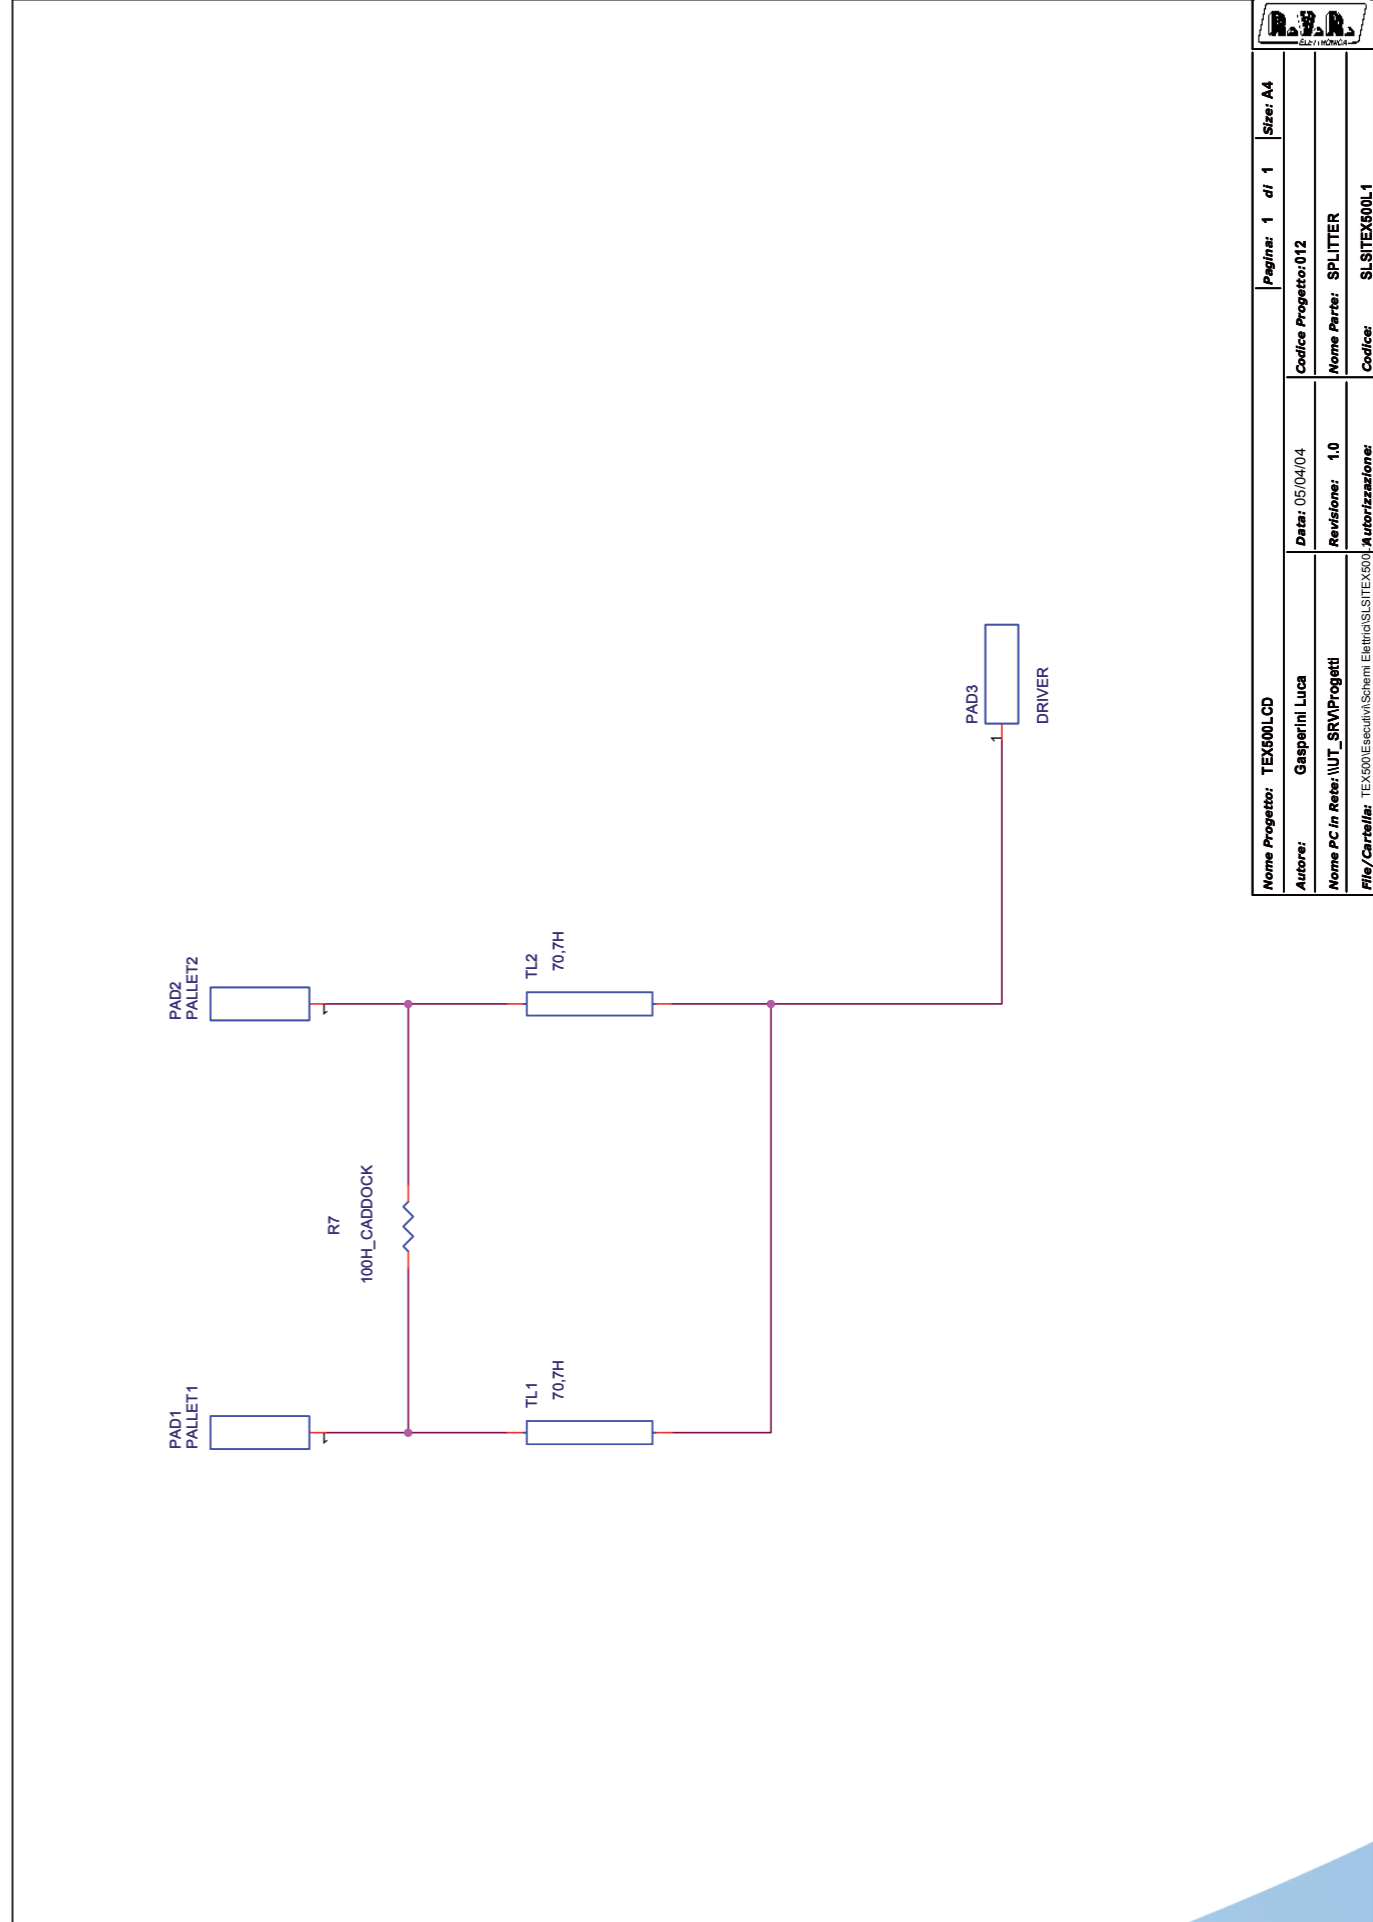 PAD1
PALLET1
PAD2
PALLET2
1
1
R7
100H_CADDOCK
TL1
70,7H
TL2
70,7H
PAD3
1
DRIVER
R.V.R.
ELETTRONICA
Nome Progetto: TEX500LCD Pagina: 1 di 1 Size: A4
Autore: Gasperini Luca Data: 05/04/04 Codice Progetto:012
Nome PC in Rete: \\UT_SRV\Progetti Revisione: 1.0 Nome Parte: SPLITTER
File/Cartella: TEX500\Esecutivi\Schemi Elettrici\SLSITEX500L1 Autorizzazione: Codice: SLSITEX500L1